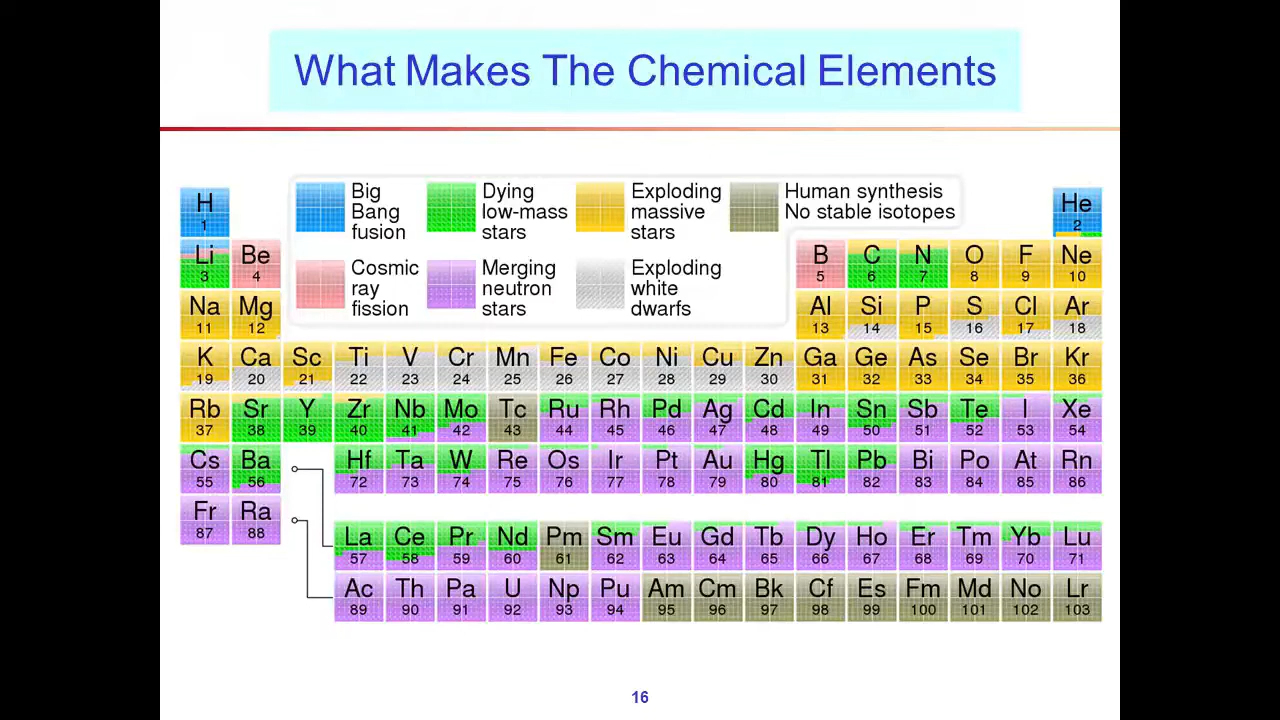 What Makes The Chemical Elements
Big Bang fusion
Dying low-mass stars
Exploding massive stars
Human synthesis
No stable isotopes
Cosmic ray fission
Merging neutron stars
Exploding white dwarfs
H He
1 2
Li Be B C N O F Ne
3 4 5 6 7 8 9 10
Na Mg Al Si P S Cl Ar
11 12 13 14 15 16 17 18
K Ca Sc Ti V Cr Mn Fe Co Ni Cu Zn Ga Ge As Se Br Kr
19 20 21 22 23 24 25 26 27 28 29 30 31 32 33 34 35 36
Rb Sr Y Zr Nb Mo Tc Ru Rh Pd Ag Cd In Sn Sb Te I Xe
37 38 39 40 41 42 43 44 45 46 47 48 49 50 51 52 53 54
Cs Ba Hf Ta W Re Os Ir Pt Au Hg Tl Pb Bi Po At Rn
55 56 72 73 74 75 76 77 78 79 80 81 82 83 84 85 86
Fr Ra
87 88
La Ce Pr Nd Pm Sm Eu Gd Tb Dy Ho Er Tm Yb Lu
57 58 59 60 61 62 63 64 65 66 67 68 69 70 71
Ac Th Pa U Np Pu Am Cm Bk Cf Es Fm Md No Lr
89 90 91 92 93 94 95 96 97 98 99 100 101 102 103
16